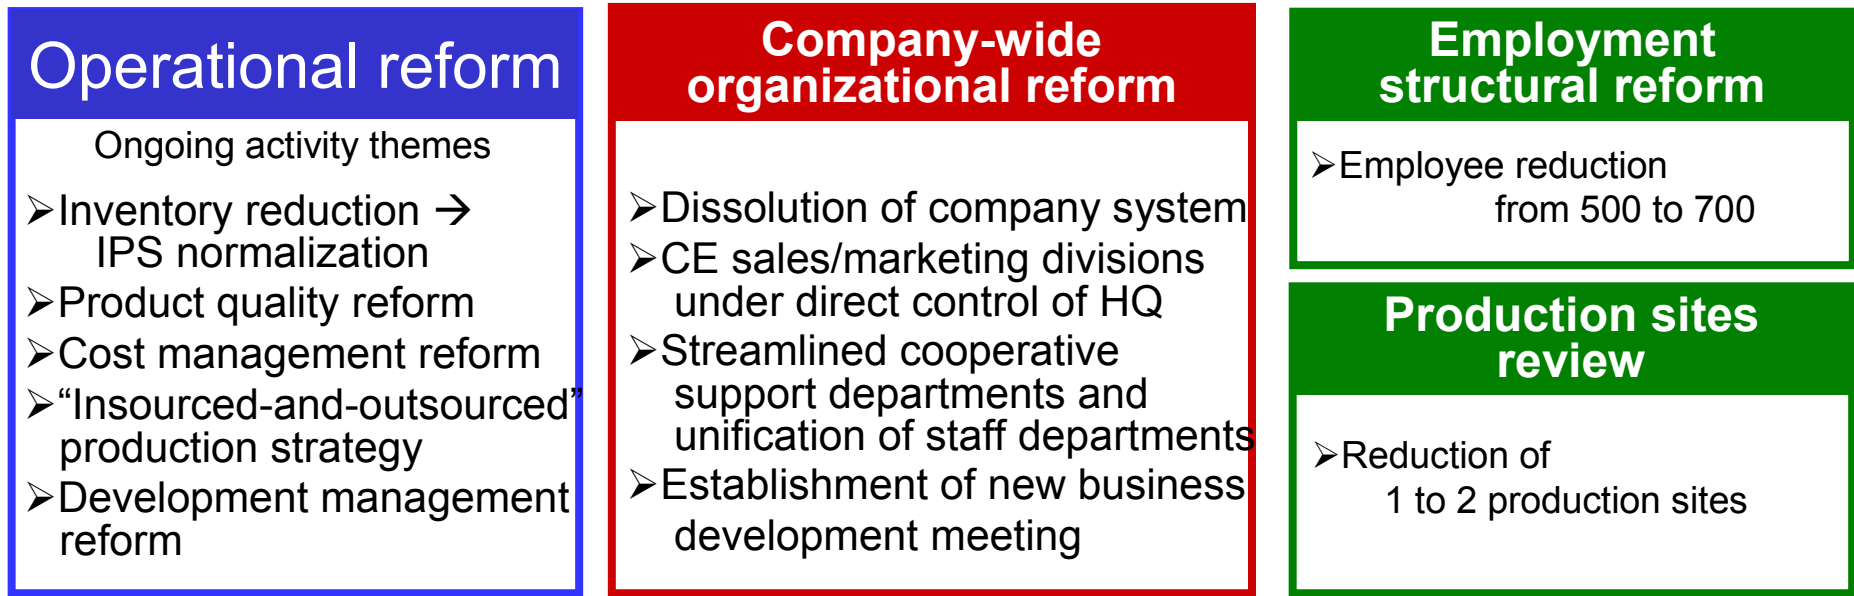 Operational reform
Ongoing activity themes
➢Inventory reduction →
IPS normalization
➢Product quality reform
➢Cost management reform
➢“Insourced-and-outsourced”
production strategy
➢Development management
reform
Company-wide
organizational reform
➢Dissolution of company system
➢CE sales/marketing divisions
under direct control of HQ
➢Streamlined cooperative
support departments and
unification of staff departments
➢Establishment of new business
development meeting
Employment
structural reform
➢Employee reduction
from 500 to 700
Production sites
review
➢Reduction of
1 to 2 production sites